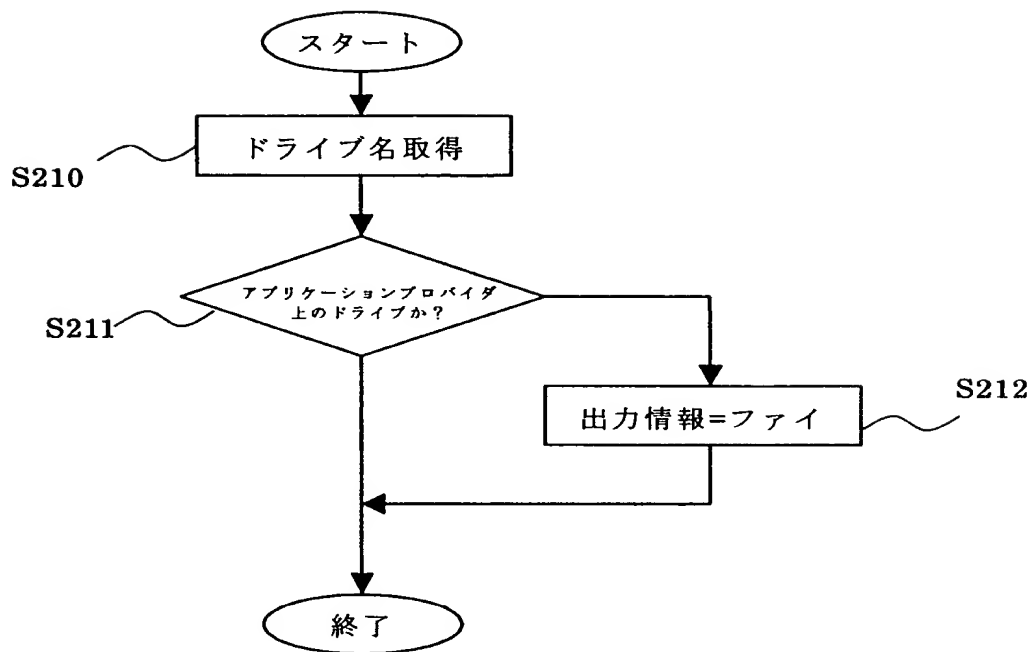 スタート
ドライブ名取得
S210
アプリケーションプロバイダ
上のドライブか？
S211
出力情報=ファイ
S212
終了